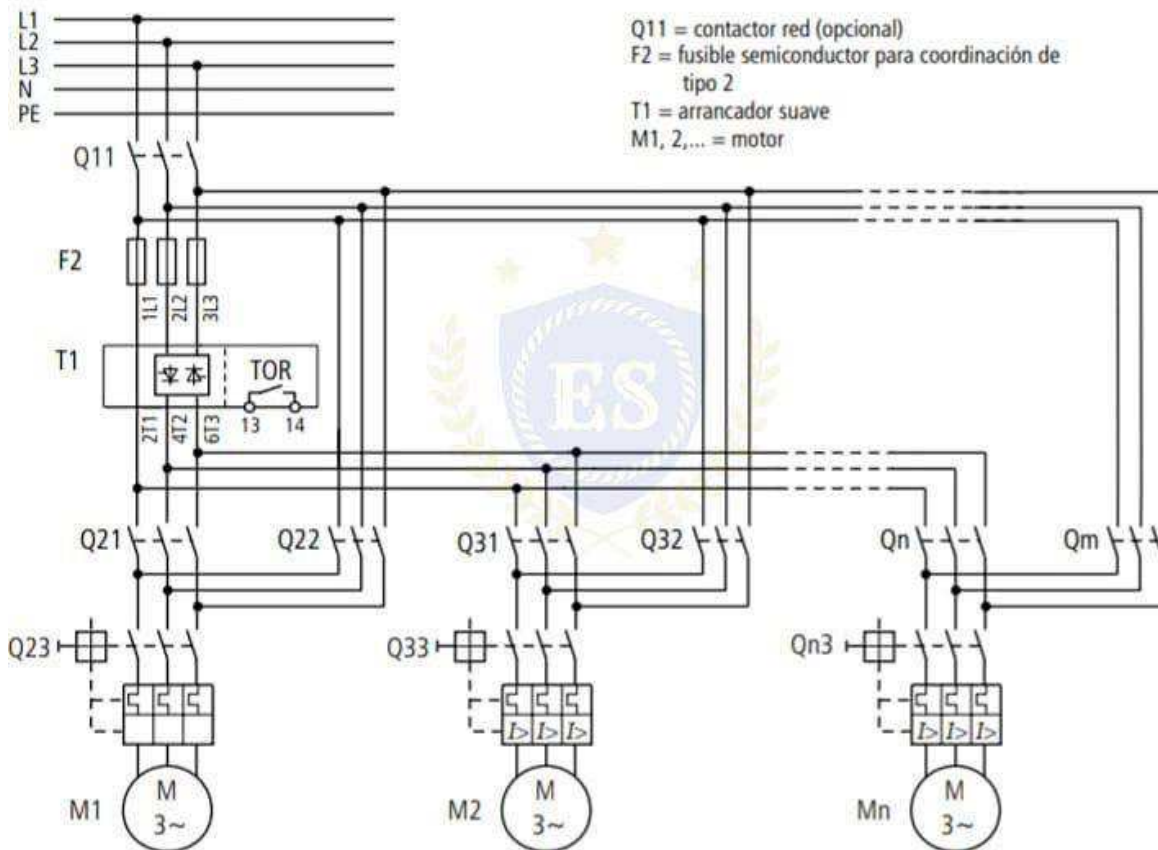 L1
L2
L3
N
PE
Q11 = contactor red (opcional)
F2 = fusible semiconductor para coordinación de
tipo 2
T1 = arrancador suave
M1, 2,... = motor
Q11
F2
1L1 2L2 3L3
T1
TOR
13 14
2T1 4T2 6T3
ES
Q21 Q22 Q31 Q32 Qn Qm
Q23 Q33 Qn3
I> I> I> I> I> I>
M1 M M2 M Mn M
3~ 3~ 3~